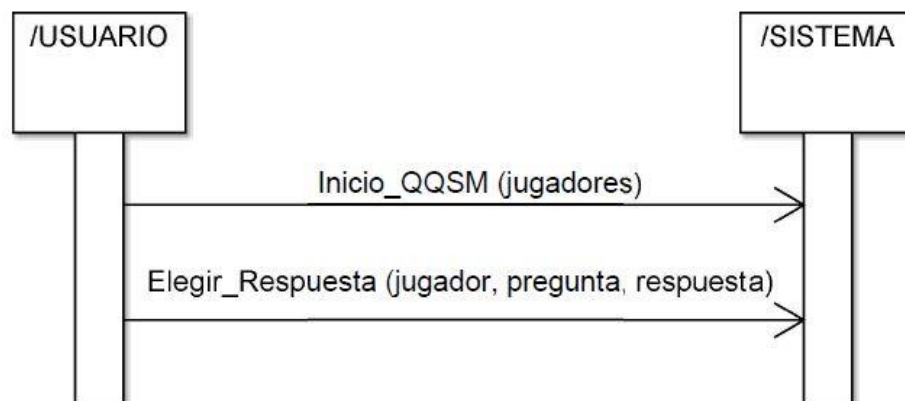 /USUARIO
/SISTEMA
Inicio_QQSM (jugadores)
Elegir_Respuesta (jugador, pregunta, respuesta)